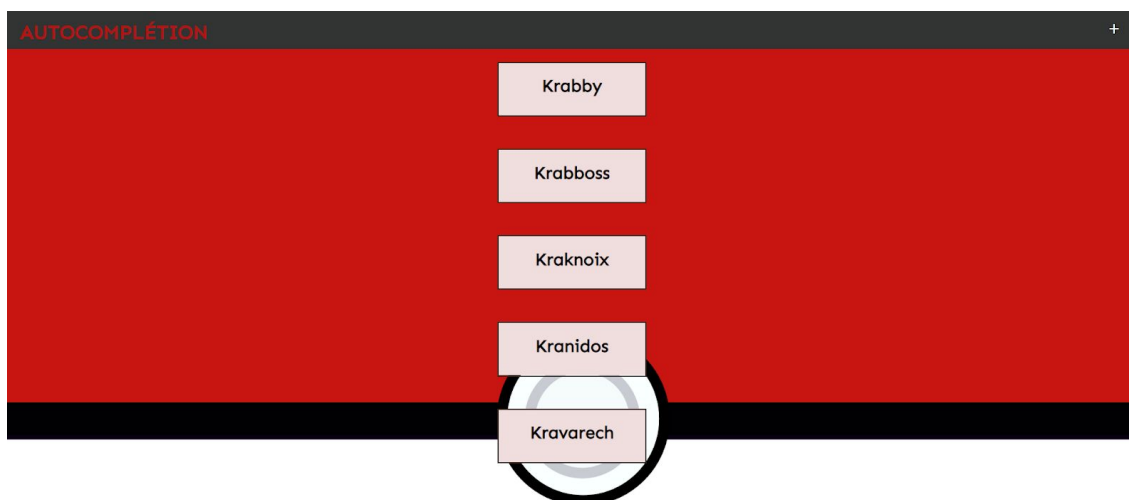 AUTOCOMPLÉTION +
Krabby
Krabboss
Kraknoix
Kranidos
Kravarech